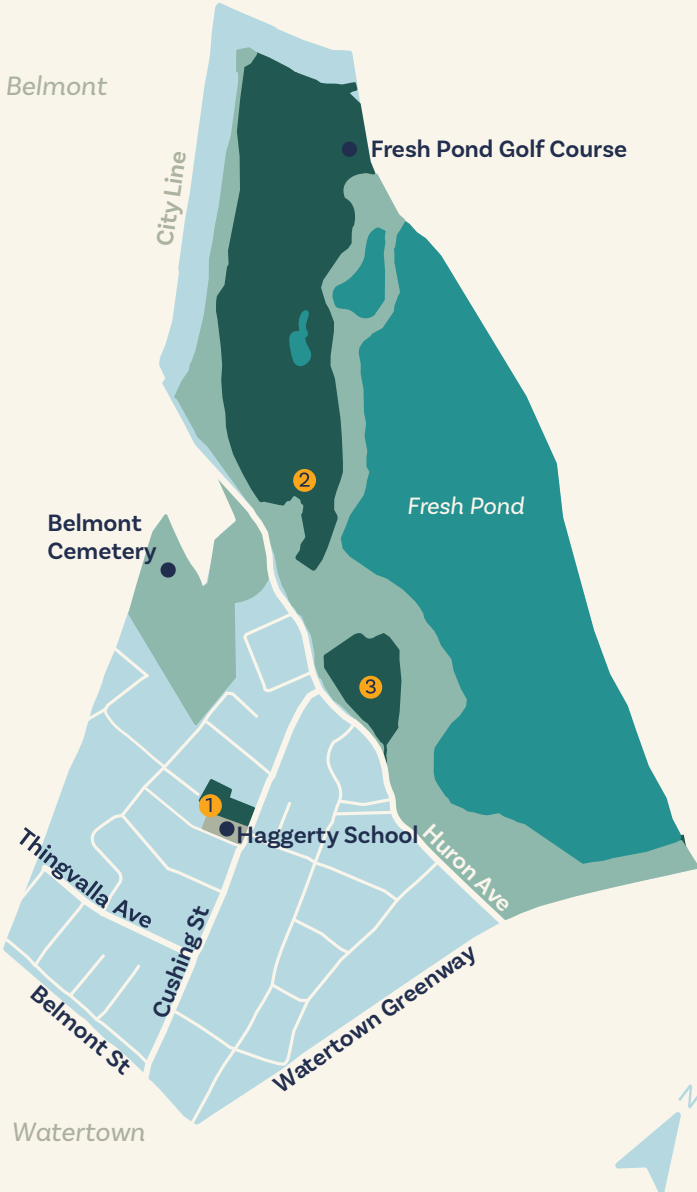 Belmont
City Line
Fresh Pond Golf Course
2
Fresh Pond
Belmont
Cemetery
3
1
Haggerty School
Huron Ave
Thingvalla Ave
Cushing St
Belmont St
Watertown Greenway
Watertown
N